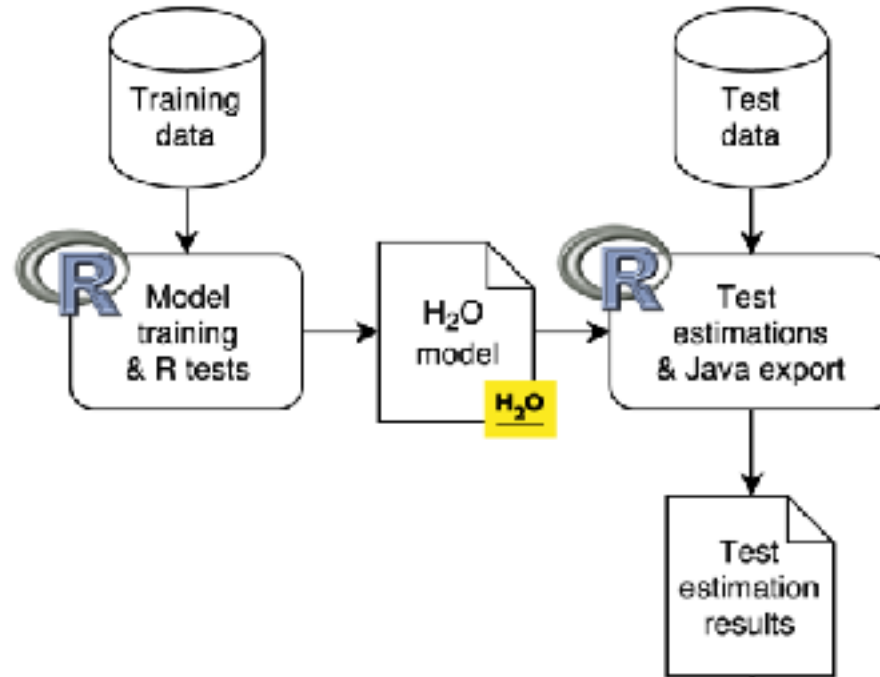 Training
data
Test
data
R
Model
training
& R tests
H₂O
model
H₂O
R
Test
estimations
& Java export
Test
estimation
results